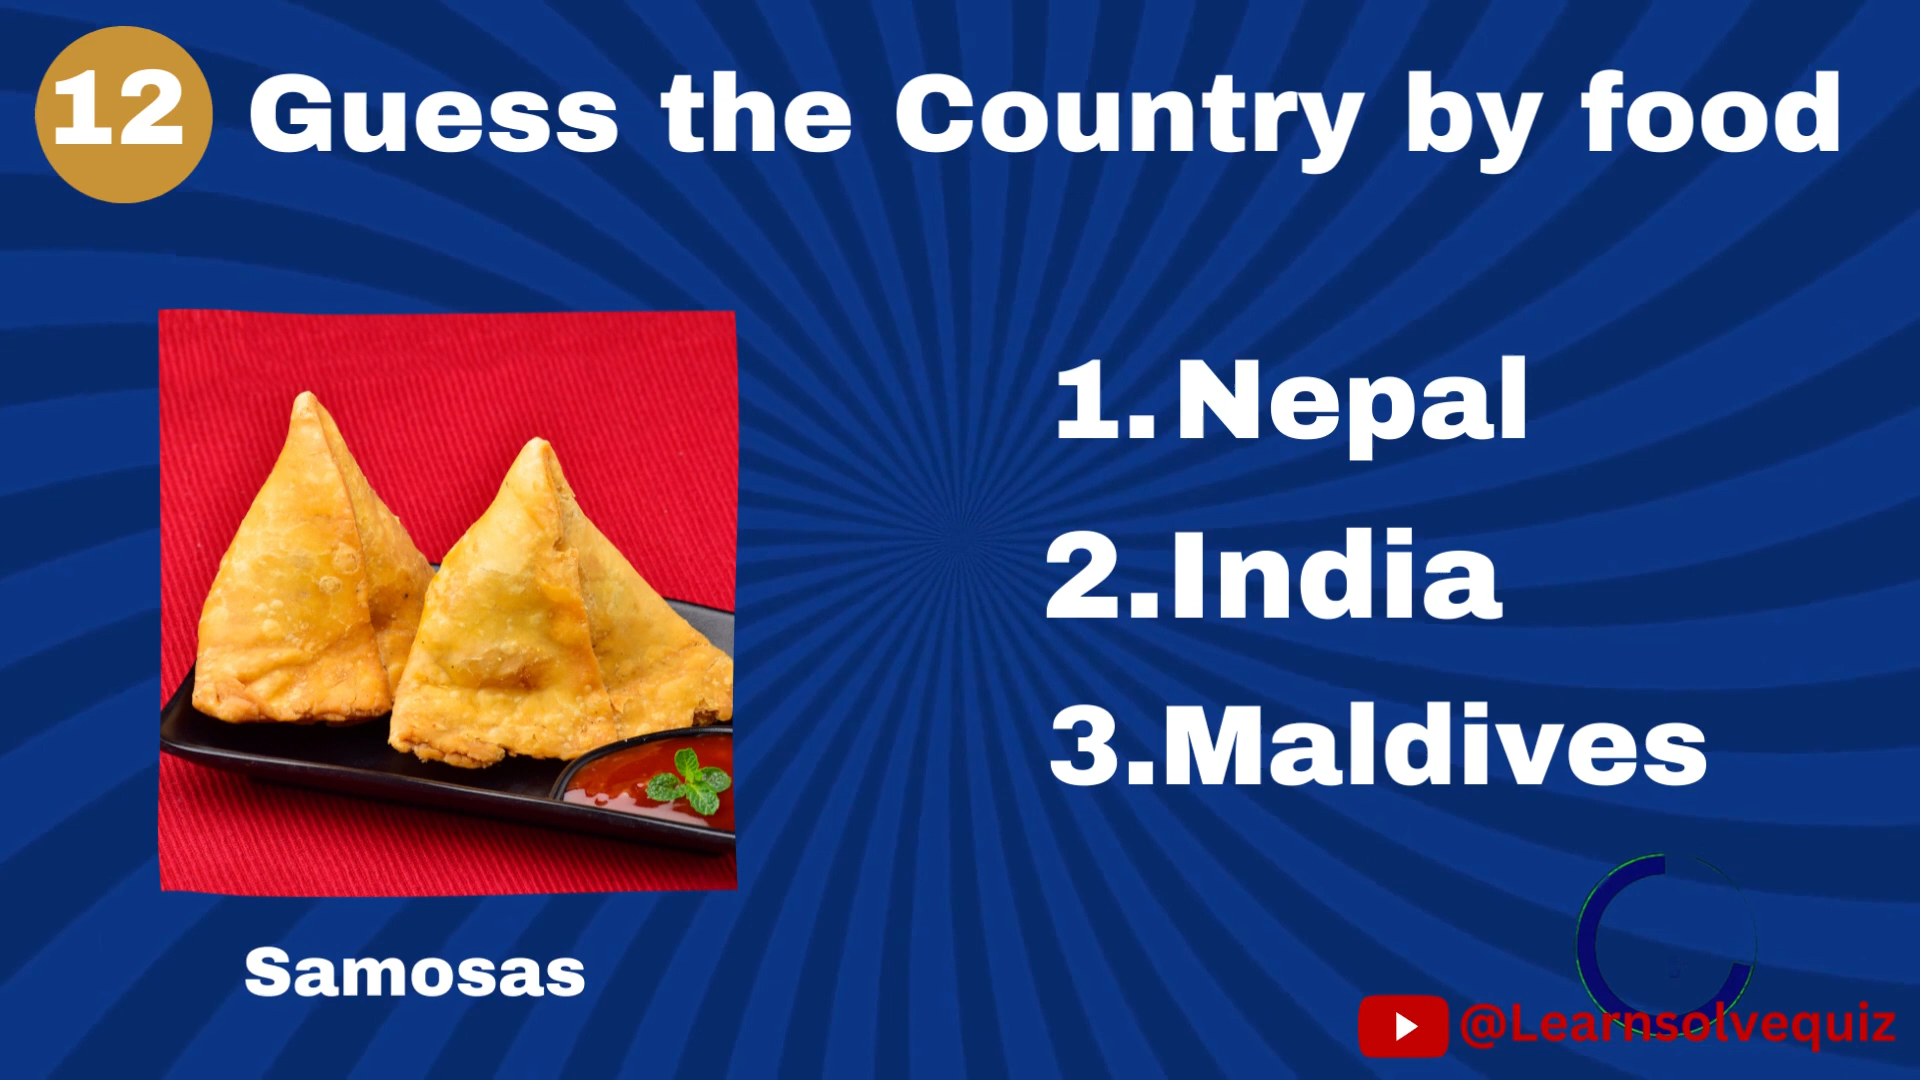 12 Guess the Country by food
1. Nepal
2.India
3.Maldives
Samosas
@Learnsolvequiz